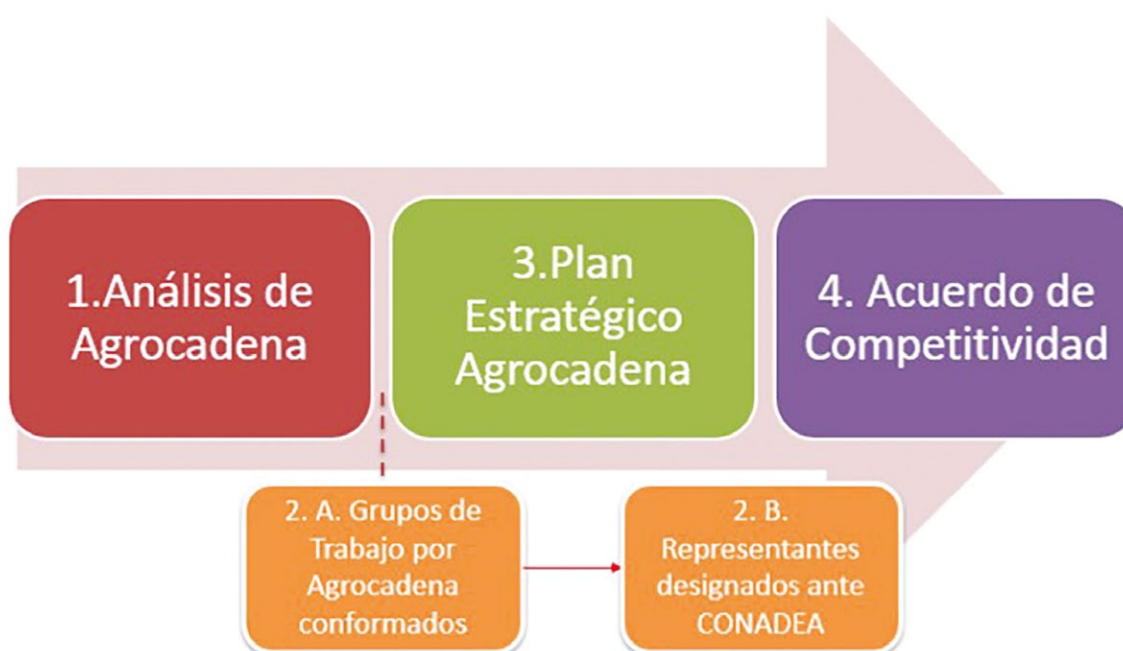 1.Análisis de
Agrocadena
3.Plan
Estratégico
Agrocadena
4. Acuerdo de
Competitividad
2. A. Grupos de
Trabajo por
Agrocadena
conformados
2. B.
Representantes
designados ante
CONADEA